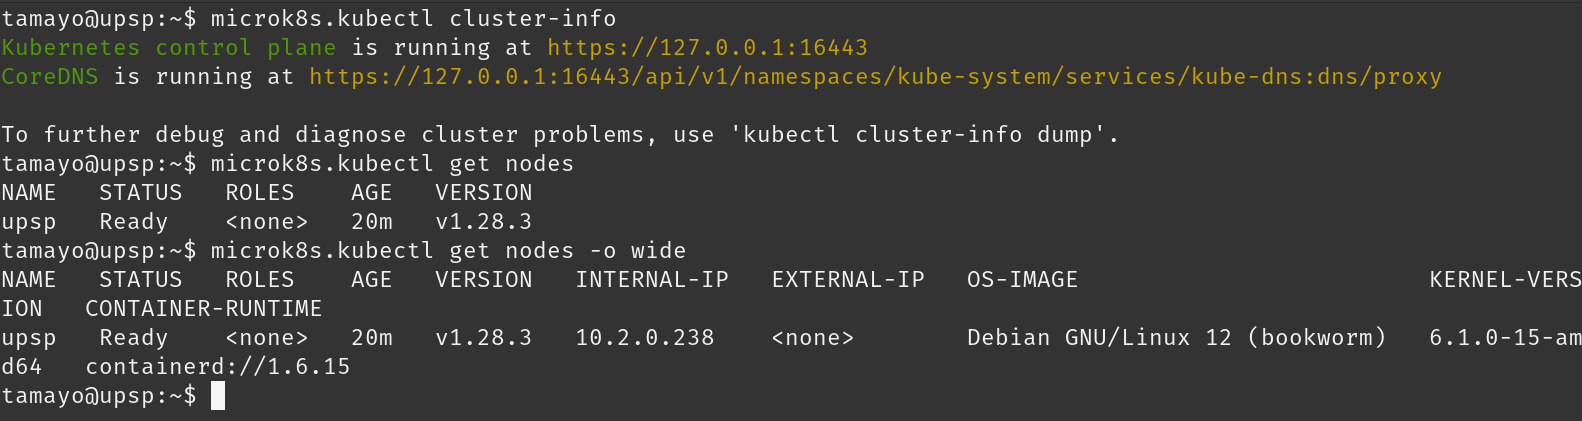 tamayo@upsp:~$ microk8s.kubectl cluster-info
Kubernetes control plane is running at https://127.0.0.1:16443
CoreDNS is running at https://127.0.0.1:16443/api/v1/namespaces/kube-system/services/kube-dns:dns/proxy

To further debug and diagnose cluster problems, use 'kubectl cluster-info dump'.
tamayo@upsp:~$ microk8s.kubectl get nodes
NAME   STATUS   ROLES    AGE   VERSION
upsp   Ready    <none>   20m   v1.28.3
tamayo@upsp:~$ microk8s.kubectl get nodes -o wide
NAME   STATUS   ROLES    AGE   VERSION   INTERNAL-IP   EXTERNAL-IP   OS-IMAGE                         KERNEL-VERS
ION   CONTAINER-RUNTIME
upsp   Ready    <none>   20m   v1.28.3   10.2.0.238    <none>        Debian GNU/Linux 12 (bookworm)   6.1.0-15-am
d64   containerd://1.6.15
tamayo@upsp:~$